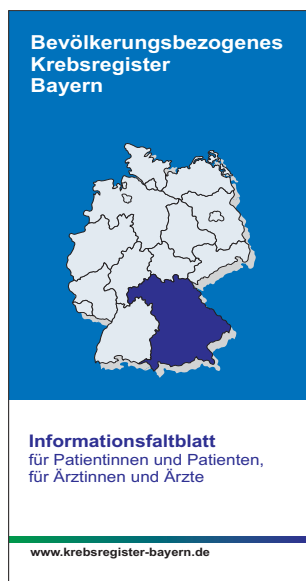 Bevölkerungsbezogenes
Krebsregister
Bayern
Informationsfaltblatt
für Patientinnen und Patienten,
für Ärztinnen und Ärzte
www.krebsregister-bayern.de